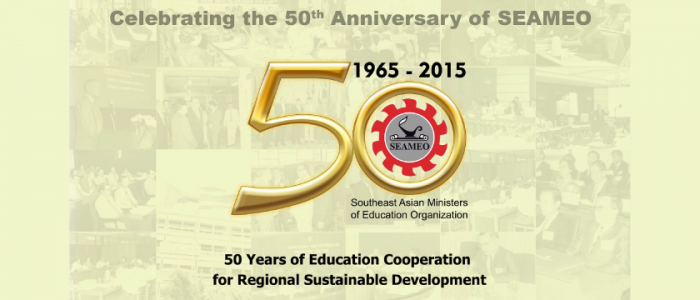 Celebrating the 50th Anniversary of SEAMEO
1965 - 2015
50
SEAMEO
Southeast Asian Ministers
of Education Organization
50 Years of Education Cooperation
for Regional Sustainable Development